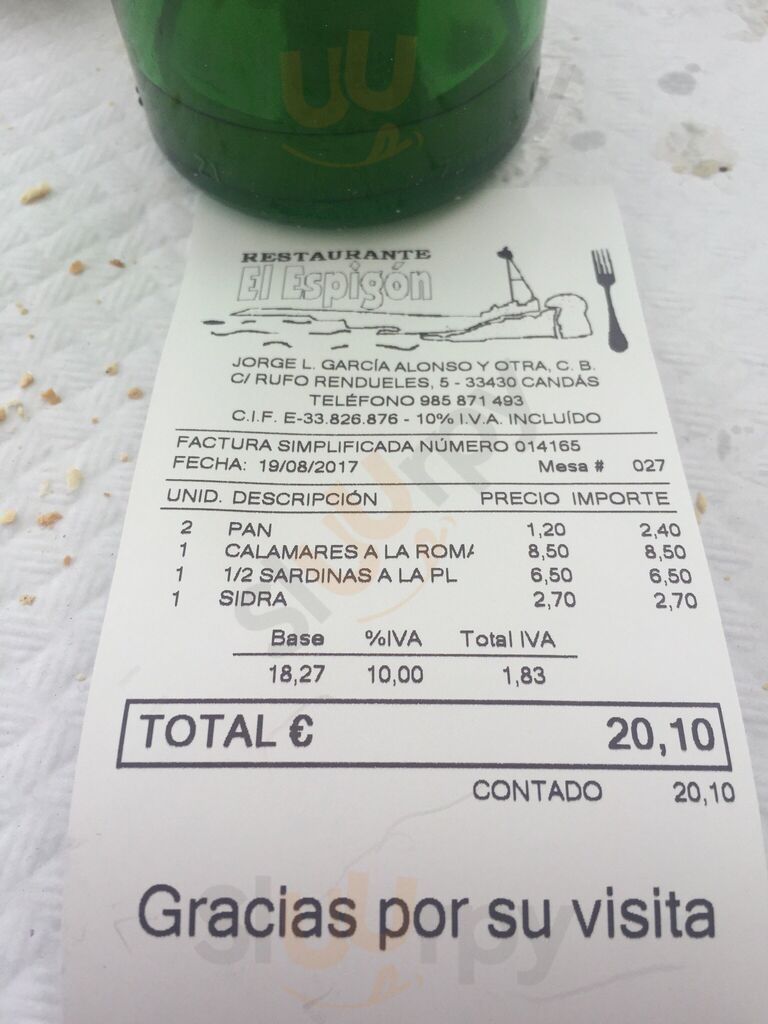 RESTAURANTE
El Espigón
JORGE L. GARCÍA ALONSO Y OTRA, C. B.
C/ RUFO RENDUELES, 5 - 33430 CANDÁS
TELÉFONO 985 871 493
C.I.F. E-33.826.876 - 10% I.V.A. INCLUÍDO
FACTURA SIMPLIFICADA NÚMERO 014165
FECHA: 19/08/2017 Mesa # 027
UNID. DESCRIPCIÓN PRECIO IMPORTE
2 PAN 1,20 2,40
1 CALAMARES A LA ROMA 8,50 8,50
1 1/2 SARDINAS A LA PL 6,50 6,50
1 SIDRA 2,70 2,70
Base %IVA Total IVA
18,27 10,00 1,83
TOTAL € 20,10
CONTADO 20,10
Gracias por su visita
sluurpy
sluurpy